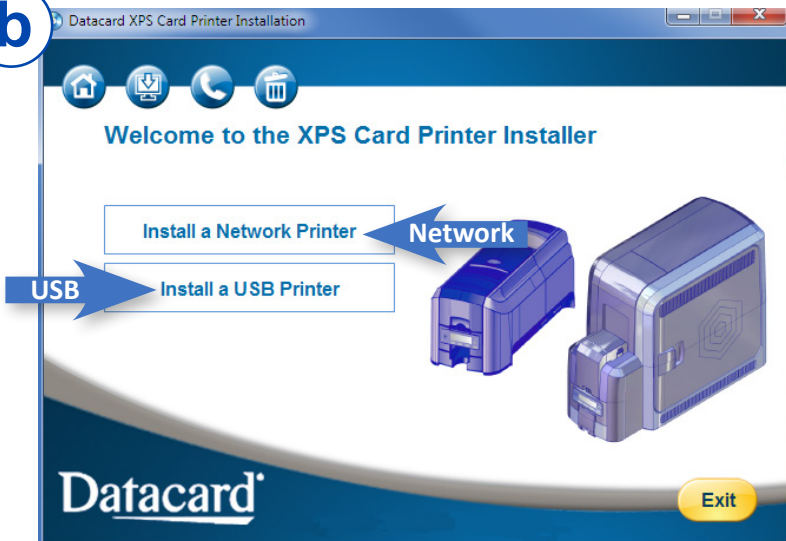 b
Datacard XPS Card Printer Installation
Welcome to the XPS Card Printer Installer
Install a Network Printer
Network
USB
Install a USB Printer
Datacard
Exit